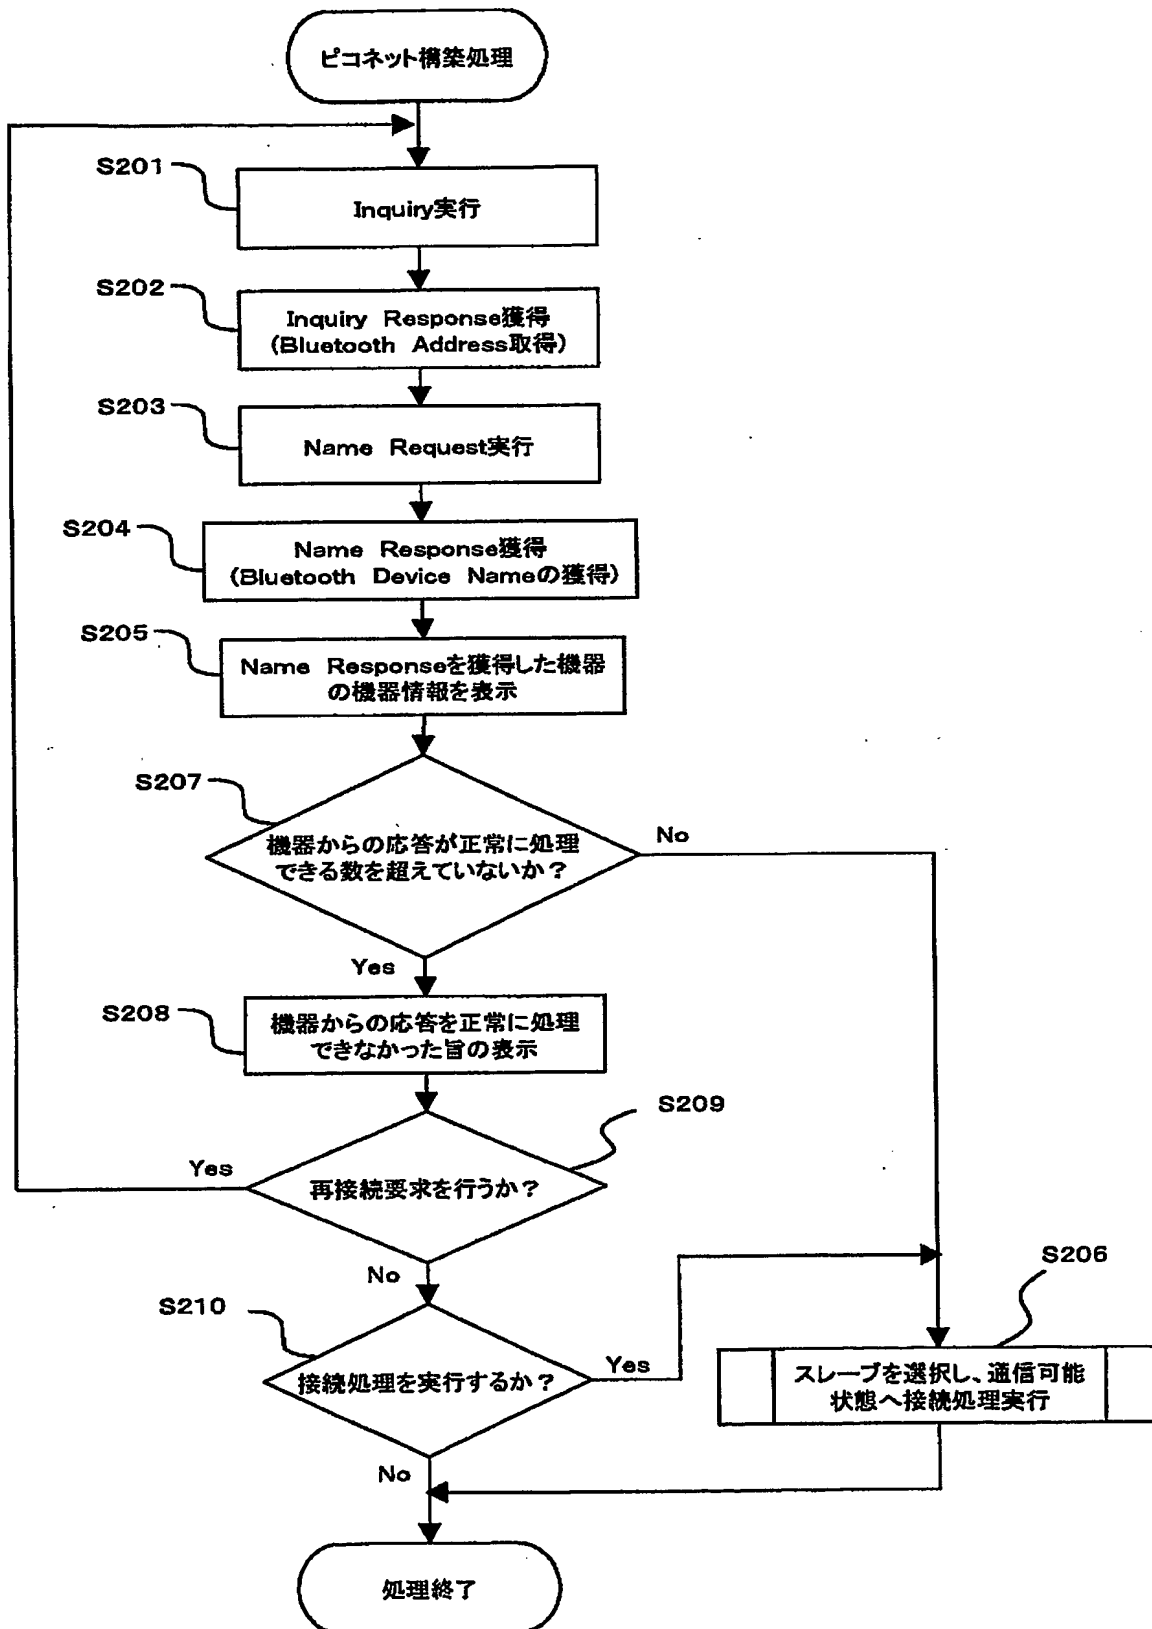 ピコネット構築処理
S201
Inquiry実行
S202
Inquiry Response獲得
(Bluetooth Address取得)
S203
Name Request実行
S204
Name Response獲得
(Bluetooth Device Nameの獲得)
S205
Name Responseを獲得した機器
の機器情報を表示
S207
機器からの応答が正常に処理
できる数を超えていないか?
No
Yes
S208
機器からの応答を正常に処理
できなかった旨の表示
S209
Yes
再接続要求を行うか?
No
S206
S210
接続処理を実行するか?
Yes
スレーブを選択し、通信可能
状態へ接続処理実行
No
処理終了